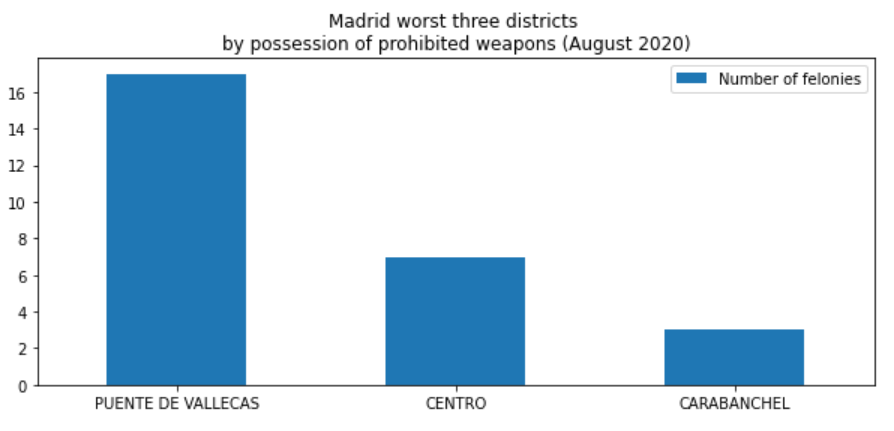 Madrid worst three districts
by possession of prohibited weapons (August 2020)
Number of felonies
16
14
12
10
8
6
4
2
0
PUENTE DE VALLECAS
CENTRO
CARABANCHEL